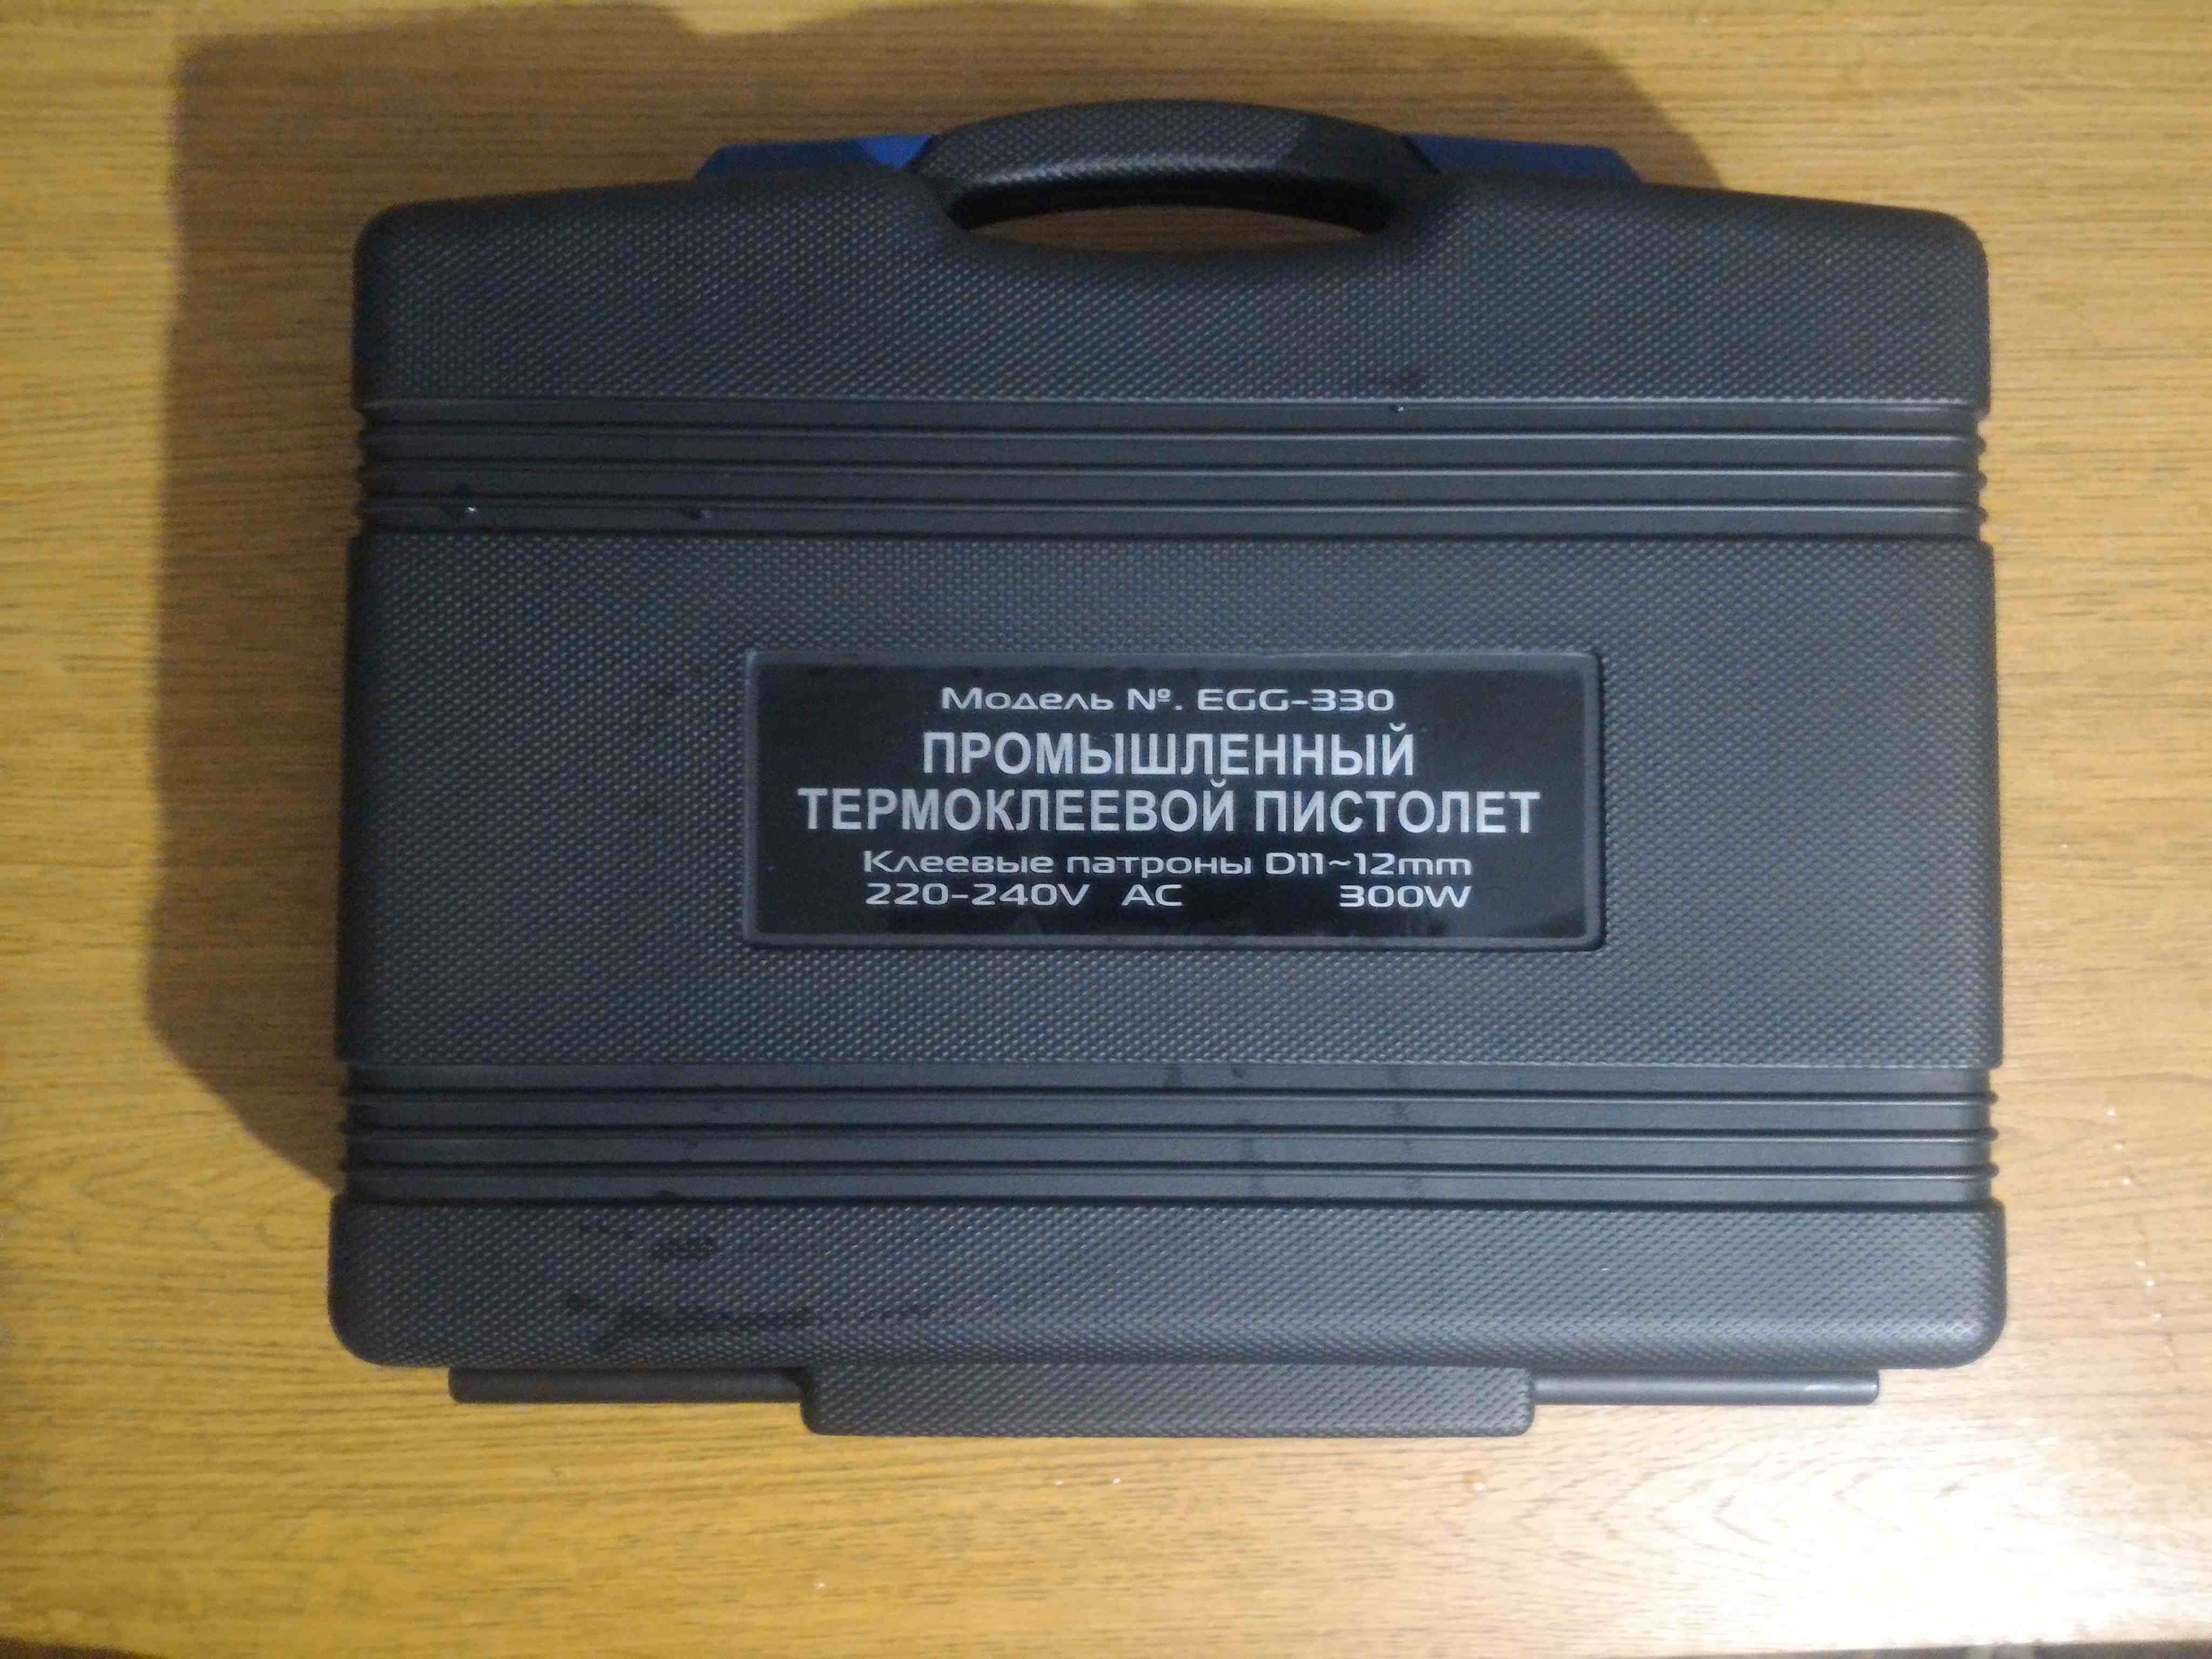 Модель №. EGG-330
ПРОМЫШЛЕННЫЙ
ТЕРМОКЛЕЕВОЙ ПИСТОЛЕТ
Клеевые патроны D11~12mm
220-240V AC 300W